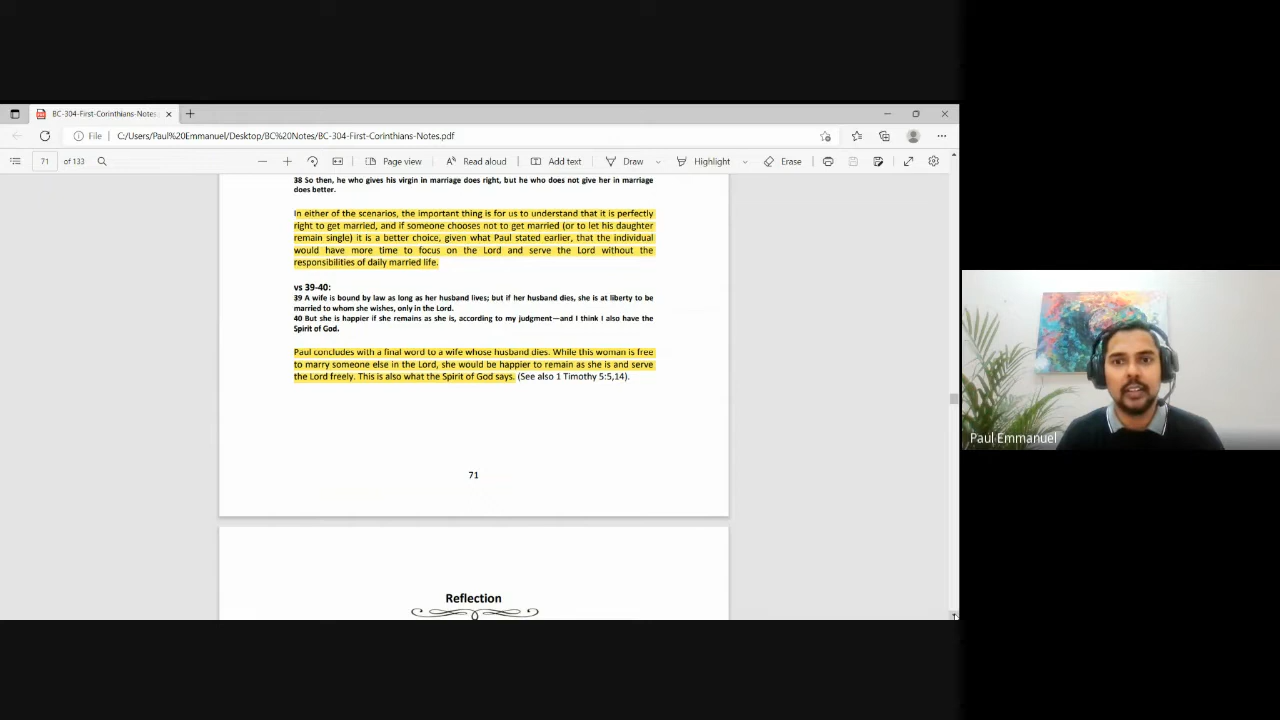 BC-304-First-Corinthians-Notes
File
C:/Users/Paul%20Emmanuel/Desktop/BC%20Notes/BC-304-First-Corinthians-Notes.pdf
71 of 133
Page view
Read aloud
Add text
Draw
Highlight
Erase
38 So then, he who gives his virgin in marriage does right, but he who does not give her in marriage
does better.
In either of the scenarios, the important thing is for us to understand that it is perfectly
right to get married, and if someone chooses not to get married (or to let his daughter
remain single) it is a better choice, given what Paul stated earlier, that the individual
would have more time to focus on the Lord and serve the Lord without the
responsibilities of daily married life.
vs 39-40:
39 A wife is bound by law as long as her husband lives; but if her husband dies, she is at liberty to be
married to whom she wishes, only in the Lord.
40 But she is happier if she remains as she is, according to my judgment—and I think I also have the
Spirit of God.
Paul concludes with a final word to a wife whose husband dies. While this woman is free
to marry someone else in the Lord, she would be happier to remain as she is and serve
the Lord freely. This is also what the Spirit of God says. (See also 1 Timothy 5:5,14).
71
Reflection
Paul Emmanuel